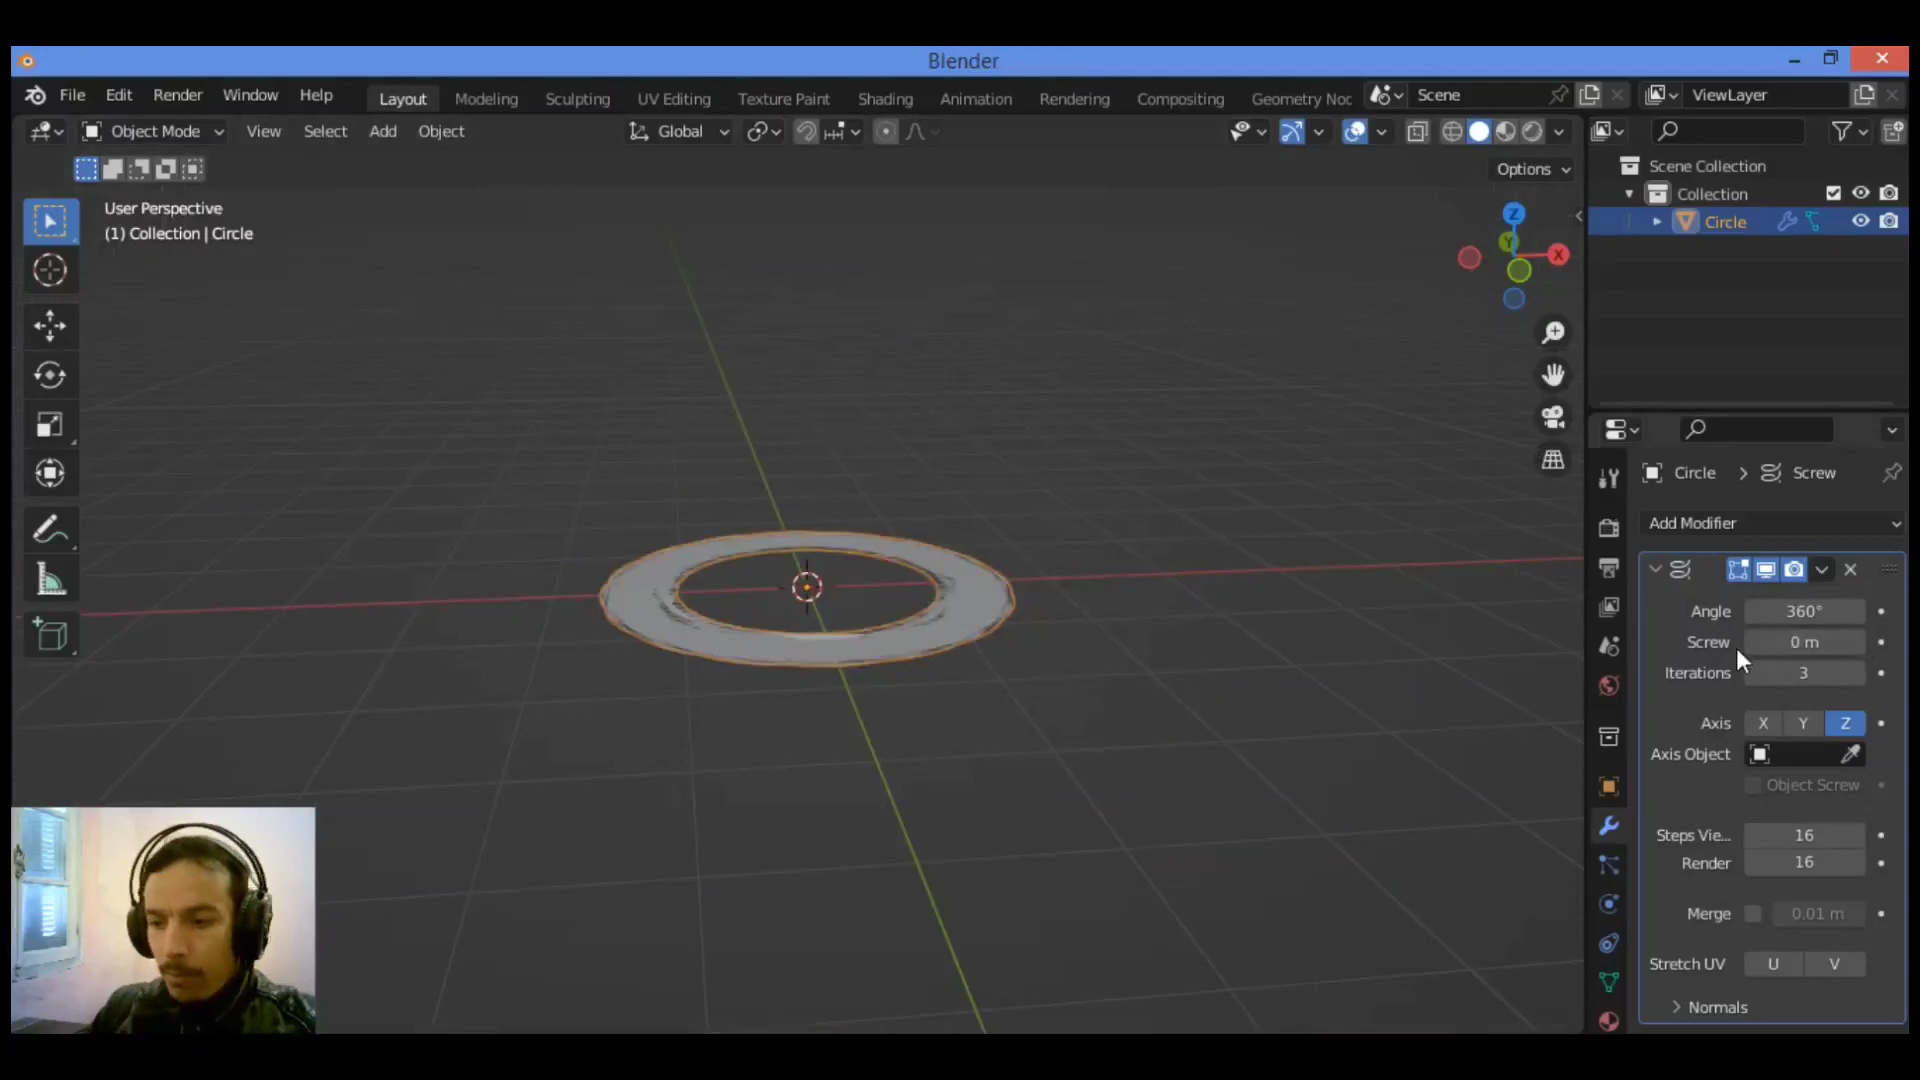 Blender
File Edit Render Window Help Layout Modeling Sculpting UV Editing Texture Paint Shading Animation Rendering Compositing Geometry Noc Scene ViewLayer
Object Mode View Select Add Object Global
Options
User Perspective
(1) Collection | Circle
Z
Y
X
Scene Collection
Collection
Circle
Circle > Screw
Add Modifier
Angle 360°
Screw 0 m
Iterations 3
Axis X Y Z
Axis Object
Object Screw
Steps Vie... 16
Render 16
Merge 0.01 m
Stretch UV U V
Normals